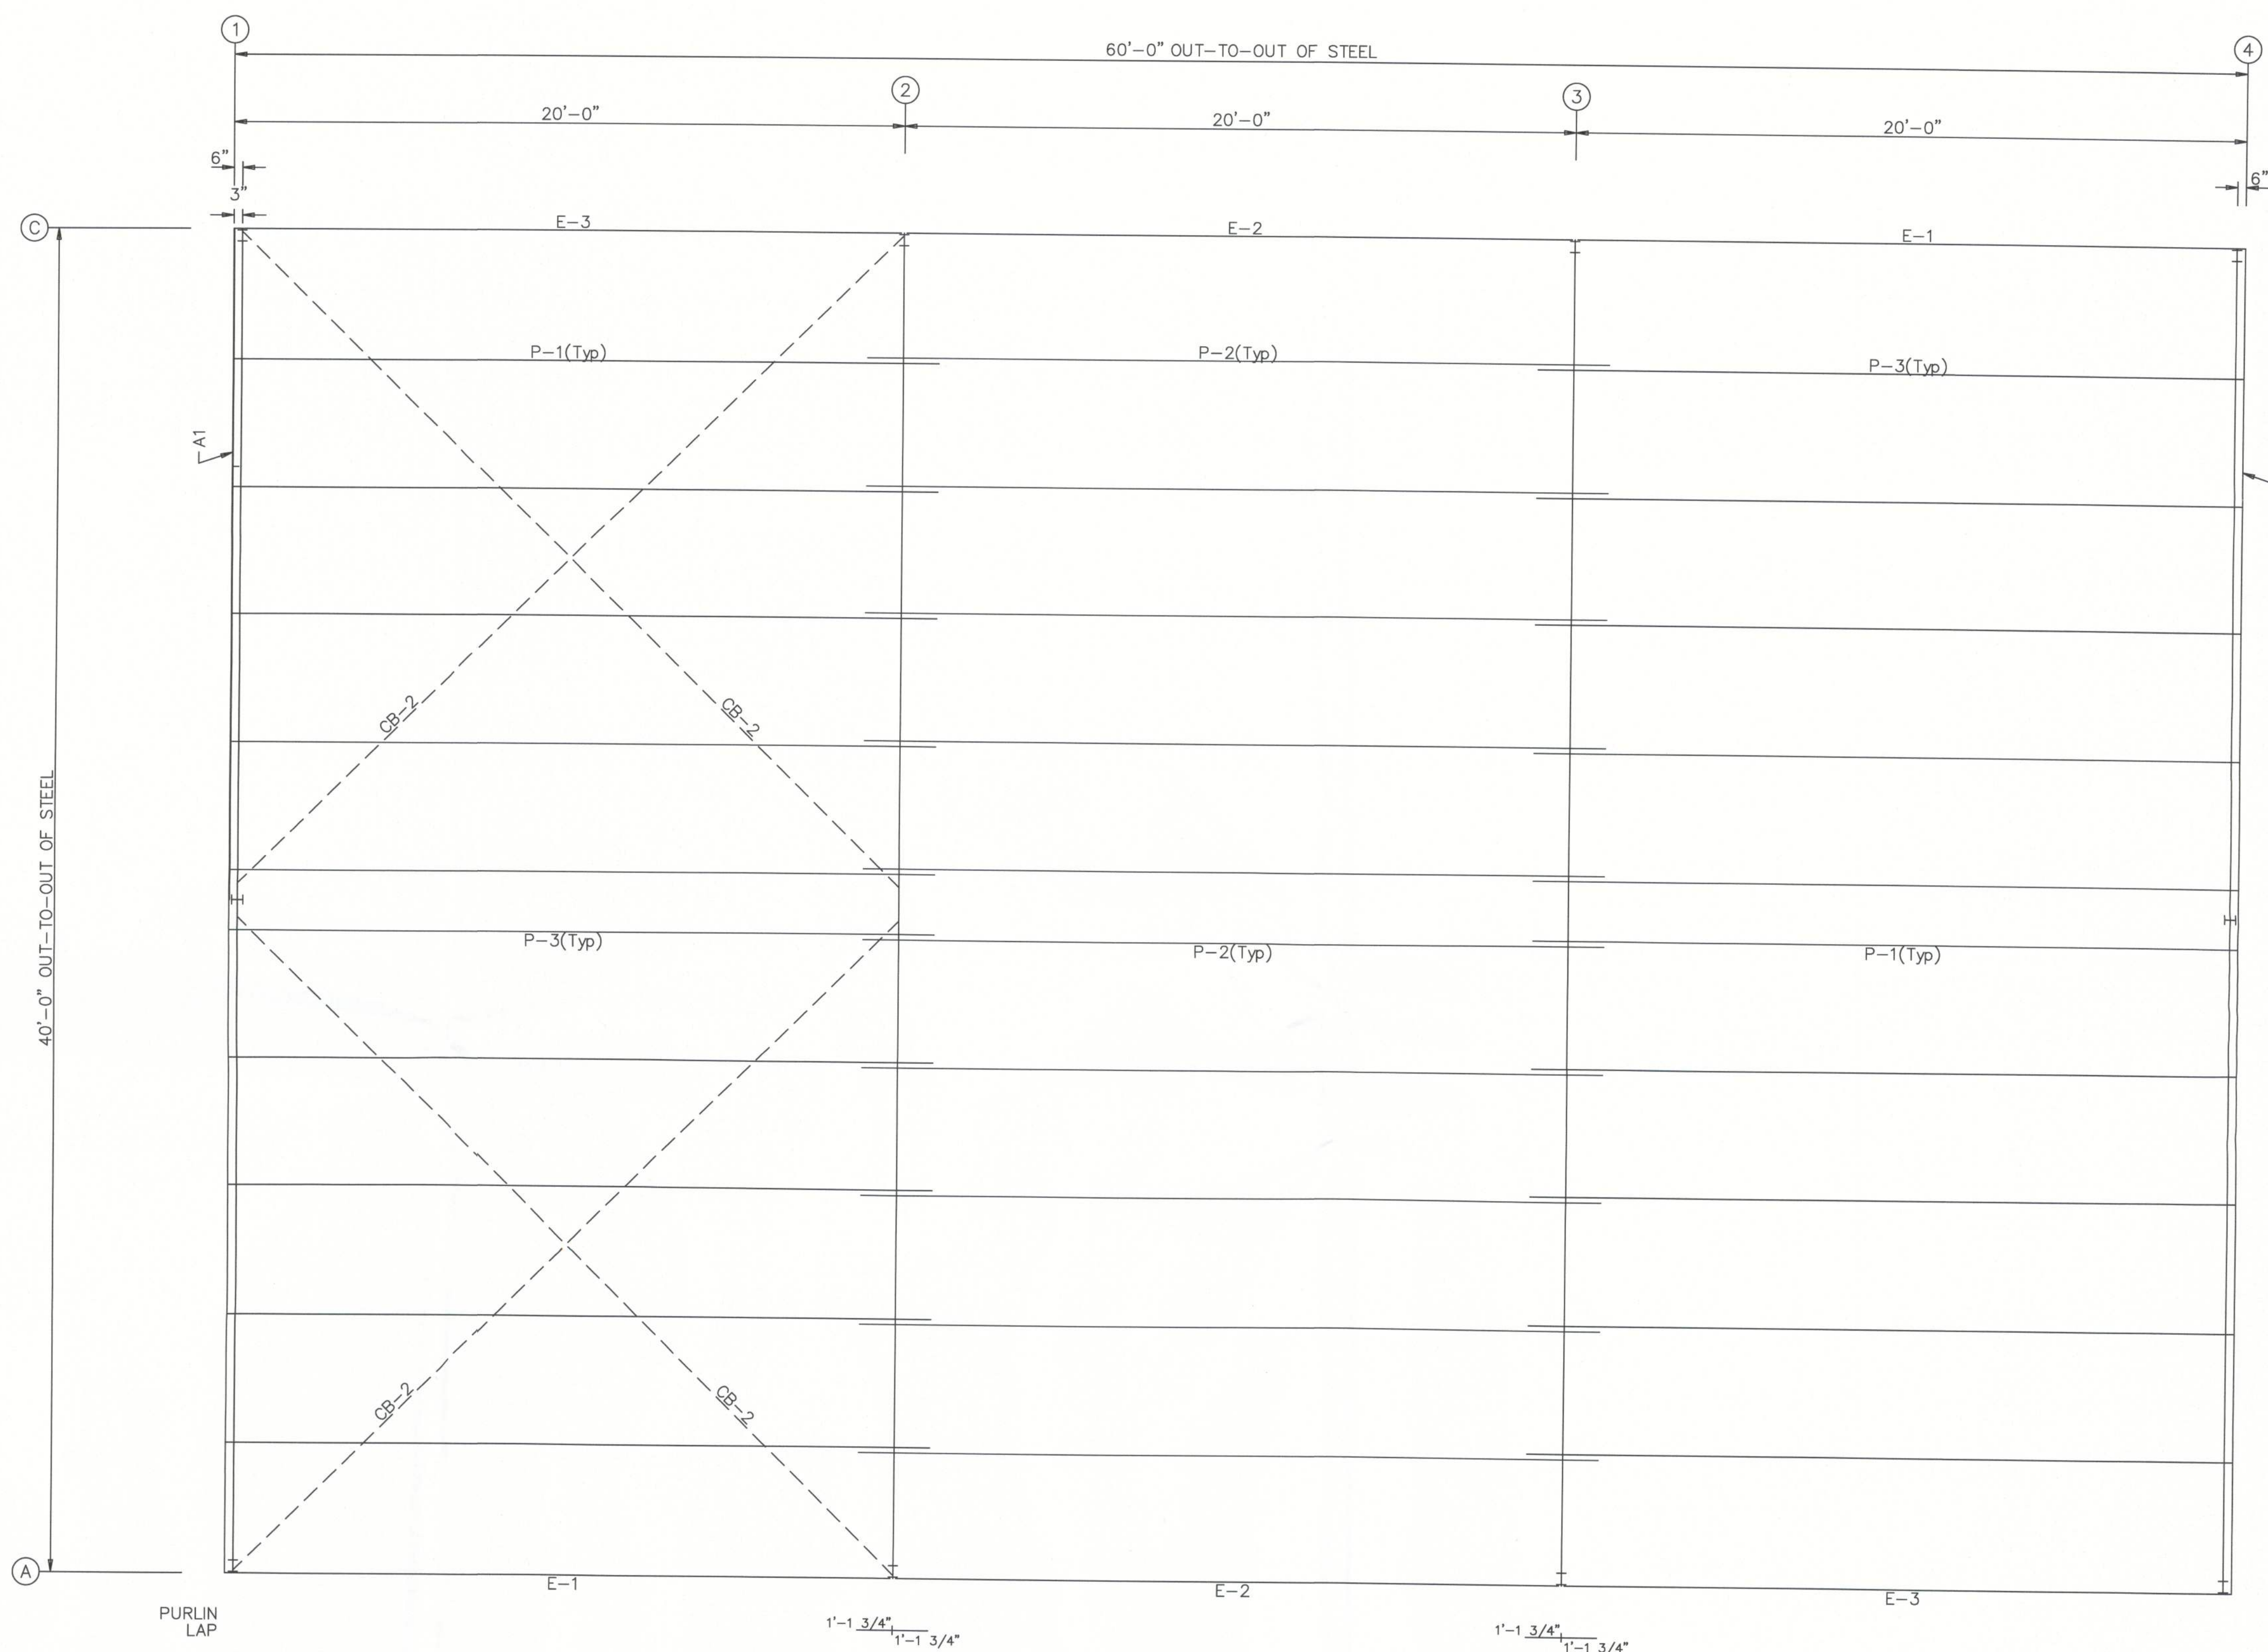 1
60'-0" OUT-TO-OUT OF STEEL
4
2
3
20'-0"
20'-0"
20'-0"
6"
6"
3"
C
E-3
E-2
E-1
P-1(Typ)
P-2(Typ)
P-3(Typ)
A1
CB-2
CB-2
40'-0" OUT-TO-OUT OF STEEL
P-3(Typ)
P-2(Typ)
P-1(Typ)
CB-2
CB-2
A
E-1
E-2
E-3
PURLIN
LAP
1'-1 3/4"
1'-1 3/4"
1'-1 3/4"
1'-1 3/4"